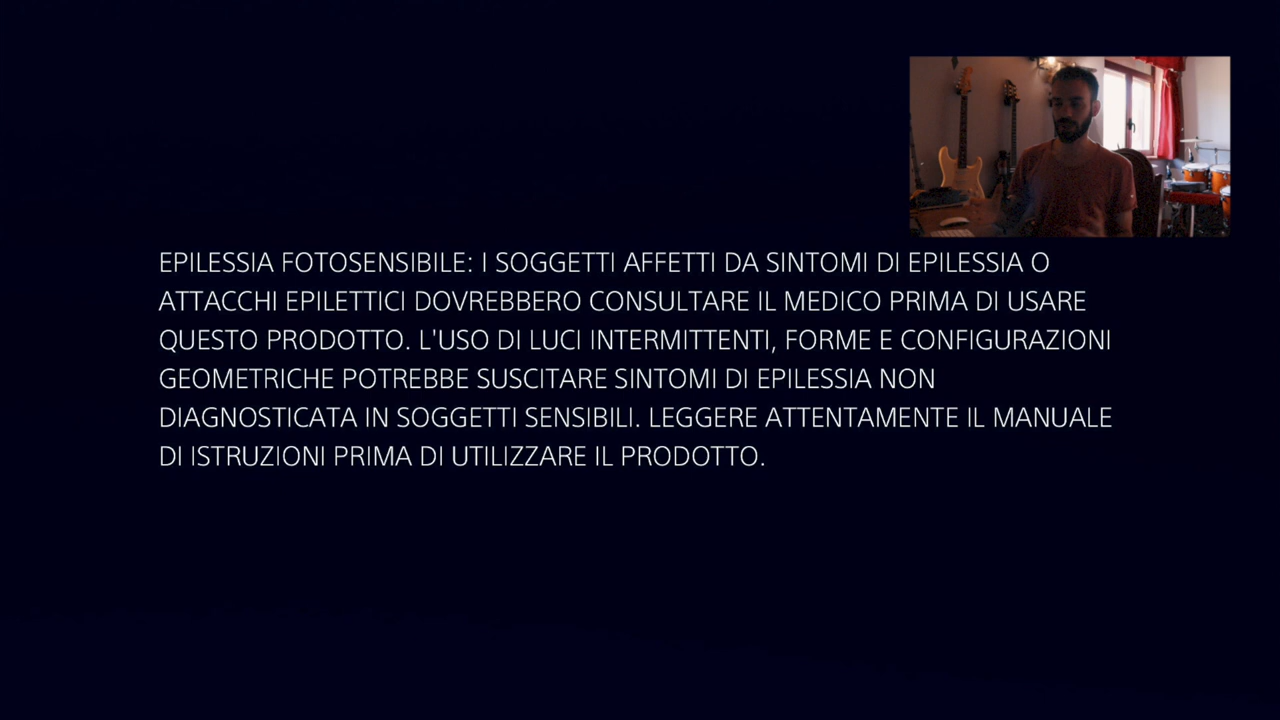 EPILESSIA FOTOSENSIBILE: I SOGGETTI AFFETTI DA SINTOMI DI EPILESSIA O
ATTACCHI EPILETTICI DOVREBBERO CONSULTARE IL MEDICO PRIMA DI USARE
QUESTO PRODOTTO. L'USO DI LUCI INTERMITTENTI, FORME E CONFIGURAZIONI
GEOMETRICHE POTREBBE SUSCITARE SINTOMI DI EPILESSIA NON
DIAGNOSTICATA IN SOGGETTI SENSIBILI. LEGGERE ATTENTAMENTE IL MANUALE
DI ISTRUZIONI PRIMA DI UTILIZZARE IL PRODOTTO.